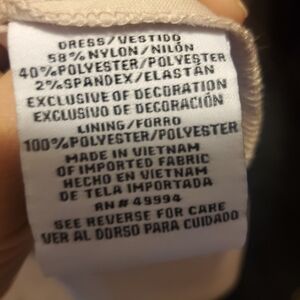 DRESS/VESTIDO
58%NYLON/NILÓN
40%POLYESTER/POLYESTER
2%SPANDEX/ELASTÁN
EXCLUSIVE OF DECORATION
EXCLUSIVO DE DECORACIÓN
LINING/FORRO
100%POLYESTER/POLYESTER
MADE IN VIETNAM
OF IMPORTED FABRIC
HECHO EN VIETNAM
DE TELA IMPORTADA
RN # 49994
SEE REVERSE FOR CARE
VER AL DORSO PARA CUIDADO